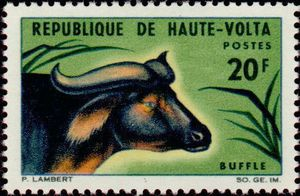 REPUBLIQUE DE HAUTE-VOLTA
POSTES
20F
BUFFLE
P. LAMBERT
SO. GE. IM.